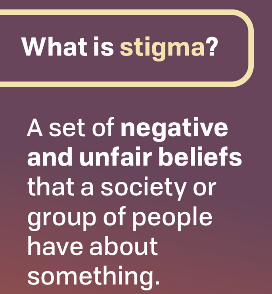 What is stigma?
A set of negative
and unfair beliefs
that a society or
group of people
have about
something.